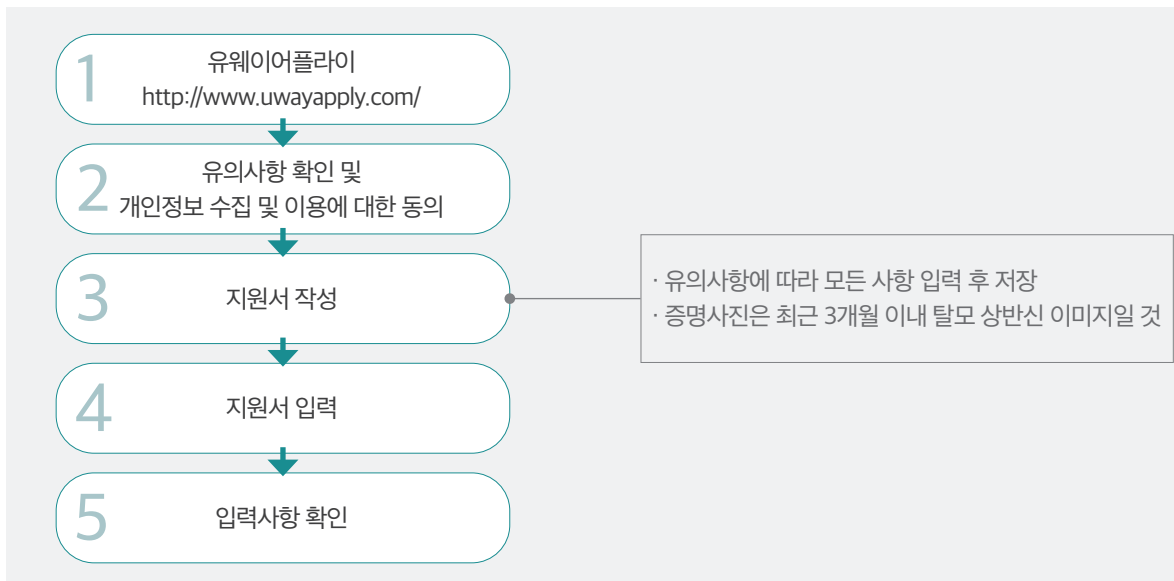 1
유웨이어플라이
http://www.uwayapply.com/
2
유의사항 확인 및
개인정보 수집 및 이용에 대한 동의
3
지원서 작성
· 유의사항에 따라 모든 사항 입력 후 저장
· 증명사진은 최근 3개월 이내 탈모 상반신 이미지일 것
4
지원서 입력
5
입력사항 확인